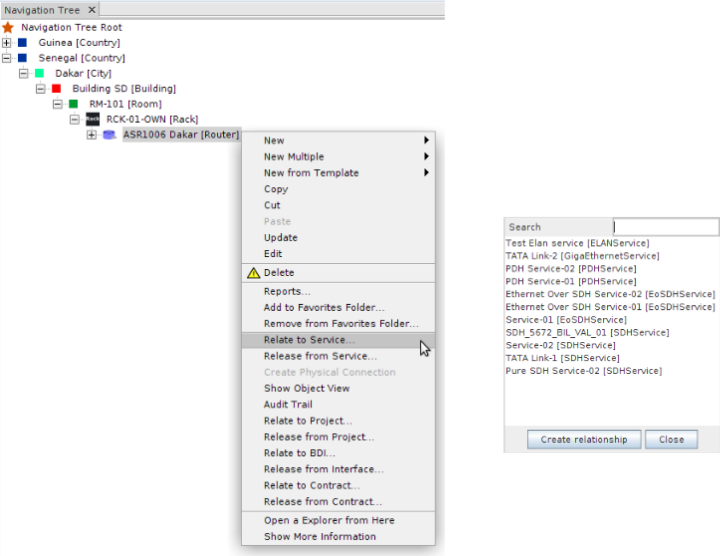 Navigation Tree
Navigation Tree Root
Guinea [Country]
Senegal [Country]
Dakar [City]
Building SD [Building]
RM-101 [Room]
Rack RCK-01-OWN [Rack]
ASR1006 Dakar [Router]
New
New Multiple
New from Template
Copy
Cut
Paste
Update
Edit
Delete
Reports...
Add to Favorites Folder...
Remove from Favorites Folder...
Relate to Service...
Release from Service...
Create Physical Connection
Show Object View
Audit Trail
Relate to Project...
Release from Project...
Relate to BDI...
Release from Interface...
Relate to Contract...
Release from Contract...
Open a Explorer from Here
Show More Information
Search
Test Elan service [ELANService]
TATA Link-2 [GigaEthernetService]
PDH Service-02 [PDHService]
PDH Service-01 [PDHService]
Ethernet Over SDH Service-02 [EoSDHService]
Ethernet Over SDH Service-01 [EoSDHService]
Service-01 [EoSDHService]
SDH_5672_BIL_VAL_01 [SDHService]
Service-02 [SDHService]
TATA Link-1 [SDHService]
Pure SDH Service-02 [SDHService]
Create relationship Close